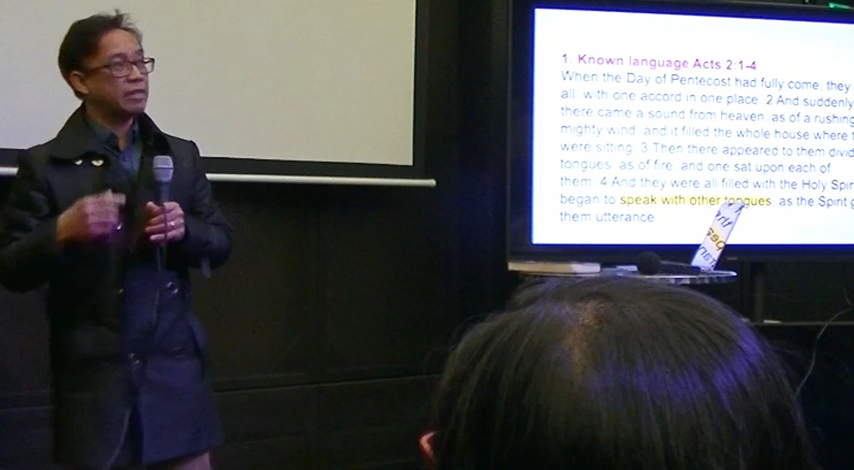 1. Known language Acts 2:1-4
When the Day of Pentecost had fully come, they
all with one accord in one place 2 And suddenly
there came a sound from heaven, as of a rushing
mighty wind, and it filled the whole house where
were sitting. 3 Then there appeared to them
tongues, as of fire, and one sat upon each of
them. 4 And they were all filled with the Holy
began to speak with other tongues, as the Spirit
them utterance